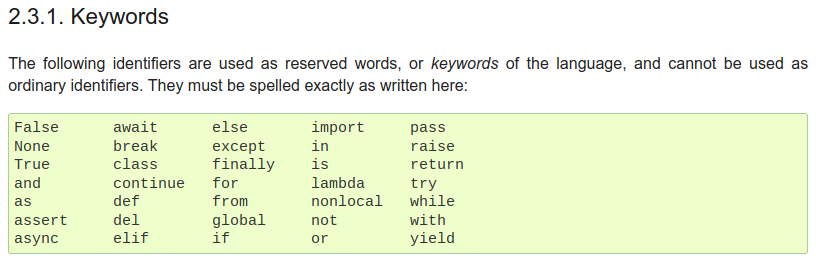 2.3.1. Keywords
The following identifiers are used as reserved words, or keywords of the language, and cannot be used as
ordinary identifiers. They must be spelled exactly as written here:
False await else import pass
None break except in raise
True class finally is return
and continue for lambda try
as def from nonlocal while
assert del global not with
async elif if or yield